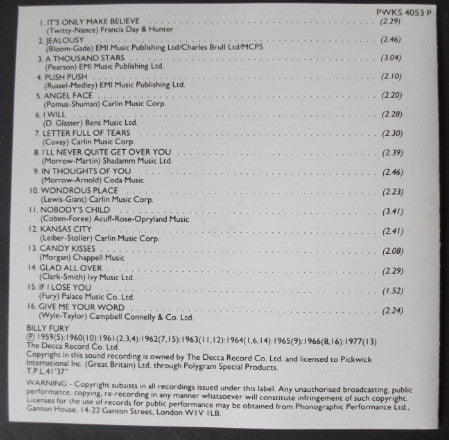 PWKS 4053 P
1. IT'S ONLY MAKE BELIEVE (2.29)
(Twitty-Nance) Francis Day & Hunter
2. JEALOUSY (2.46)
(Bloom-Gade) EMI Music Publishing Ltd/Charles Brull Ltd/MCPS
3. A THOUSAND STARS (3.04)
(Pearson) EMI Music Publishing Ltd.
4. PUSH PUSH (2.10)
(Russel-Medley) EMI Music Publishing Ltd.
5. ANGEL FACE (2.20)
(Pomus-Shuman) Carlin Music Corp.
6. I WILL (2.28)
(D. Glasser) Bens Music Ltd.
7. LETTER FULL OF TEARS (2.30)
(Covay) Carlin Music Corp.
8. I'LL NEVER QUITE GET OVER YOU (2.39)
(Morrow-Martin) Shadamm Music Ltd.
9. IN THOUGHTS OF YOU (2.46)
(Morrow-Arnold) Coda Music
10. WONDROUS PLACE (2.23)
(Lewis-Giant) Carlin Music Corp.
11. NOBODY'S CHILD (3.41)
(Coben-Foree) Acuff-Rose-Opryland Music
12. KANSAS CITY (2.41)
(Leiber-Stoller) Carlin Music Corp.
13. CANDY KISSES (2.08)
(Morgan) Chappell Music
14. GLAD ALL OVER (2.29)
(Clark-Smith) Ivy Music Ltd.
15. IF I LOSE YOU (1.52)
(Fury) Palace Music Co. Ltd.
16. GIVE ME YOUR WORD (2.24)
(Wyle-Taylor) Campbell Connelly & Co. Ltd.
BILLY FURY
Ⓟ 1959(5):1960(10):1961(2,3,4):1962(7,15):1963(11,12):1964(1,6,14):1965(9):1966(8,16):1977(13)
The Decca Record Co. Ltd.
Copyright in this sound recording is owned by The Decca Record Co. Ltd. and licensed to Pickwick
International Inc. (Great Britain) Ltd. through Polygram Special Products.
T.P.L.41'37"
WARNING - Copyright subsists in all recordings issued under this label. Any unauthorised broadcasting, public
performance, copying, re-recording in any manner whatsoever will constitute infringement of such copyright.
Licenses for the use of records for public performance may be obtained from Phonographic Performance Ltd.,
Ganton House, 14-22 Ganton Street, London W1V 1LB.